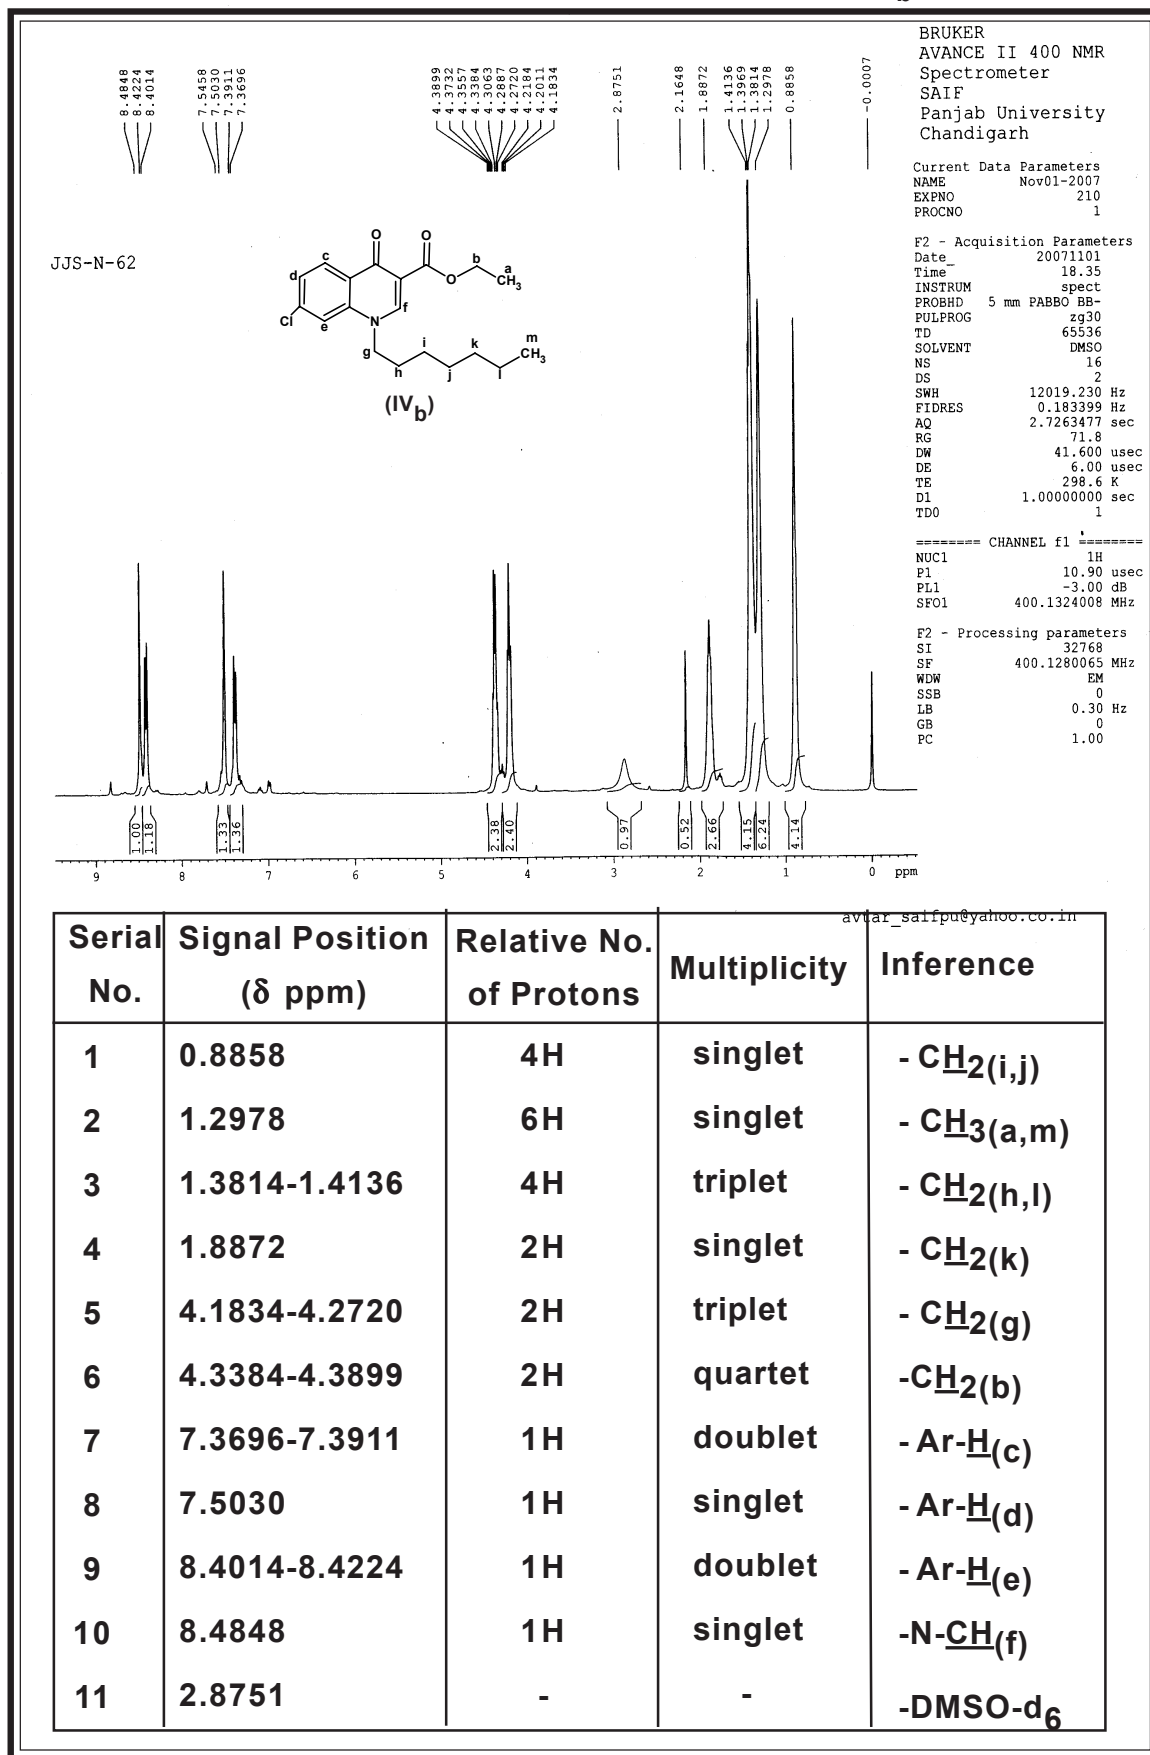 BRUKER
AVANCE II 400 NMR
Spectrometer
SAIF
Panjab University
Chandigarh
8.4848
8.4224
8.4014
7.5458
7.5030
7.3911
7.3696
4.3899
4.3732
4.3557
4.3384
4.3063
4.2887
4.2720
4.2184
4.2011
4.1834
2.8751
2.1648
1.8872
1.4136
1.3969
1.3814
1.2978
0.8858
-0.0007
Current Data Parameters
NAME Nov01-2007
EXPNO 210
PROCNO 1
F2 - Acquisition Parameters
Date_ 20071101
Time 18.35
INSTRUM spect
PROBHD 5 mm PABBO BB-
PULPROG zg30
TD 65536
SOLVENT DMSO
NS 16
DS 2
SWH 12019.230 Hz
FIDRES 0.183399 Hz
AQ 2.7263477 sec
RG 71.8
DW 41.600 usec
DE 6.00 usec
TE 298.6 K
D1 1.00000000 sec
TD0 1
======== CHANNEL f1 ========
NUC1 1H
P1 10.90 usec
PL1 -3.00 dB
SFO1 400.1324008 MHz
F2 - Processing parameters
SI 32768
SF 400.1280065 MHz
WDW EM
SSB 0
LB 0.30 Hz
GB 0
PC 1.00
JJS-N-62
O O
c b a
d O CH3
Cl e N f
g i k m
h j l CH3
(IVb)
1.00 1.18 1.33 1.36 2.38 2.40 0.97 0.52 2.66 4.15 6.24 4.14
9 8 7 6 5 4 3 2 1 0 ppm
avtar_saifpu@yahoo.co.in
Serial No. Signal Position (δ ppm) Relative No. of Protons Multiplicity Inference
1 0.8858 4H singlet - CH2(i,j)
2 1.2978 6H singlet - CH3(a,m)
3 1.3814-1.4136 4H triplet - CH2(h,l)
4 1.8872 2H singlet - CH2(k)
5 4.1834-4.2720 2H triplet - CH2(g)
6 4.3384-4.3899 2H quartet -CH2(b)
7 7.3696-7.3911 1H doublet - Ar-H(c)
8 7.5030 1H singlet - Ar-H(d)
9 8.4014-8.4224 1H doublet - Ar-H(e)
10 8.4848 1H singlet -N-CH(f)
11 2.8751 - - -DMSO-d6